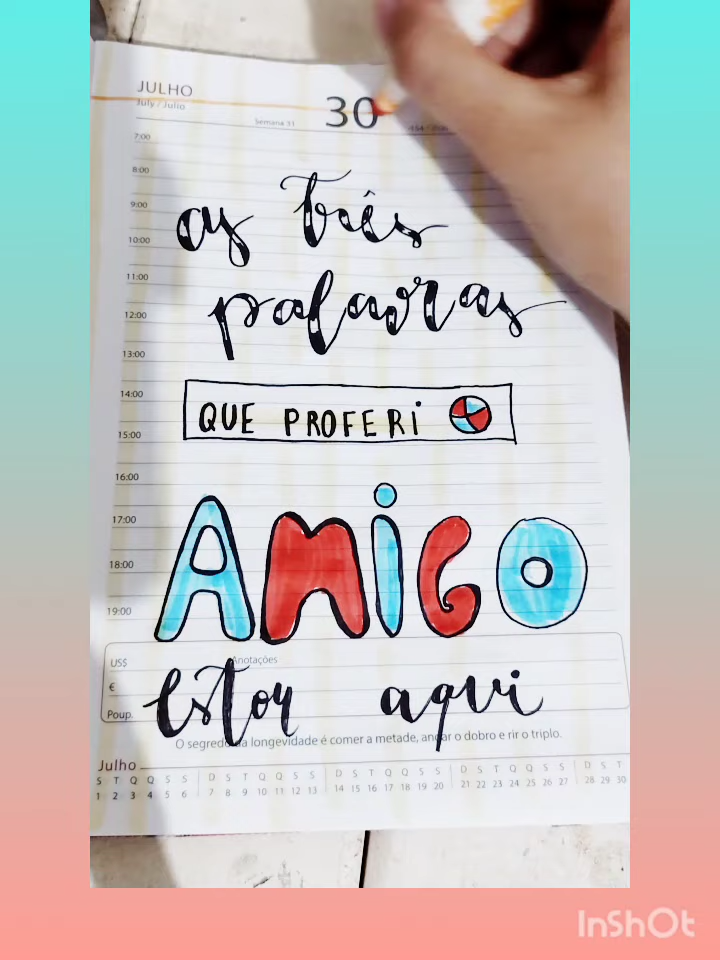 JULHO
July / Julio
30
Semana 31
7:00
8:00
as três
9:00
10:00
11:00
palavras
12:00
13:00
14:00
QUE PROFERi
15:00
16:00
17:00
AMiGO
18:00
19:00
US$
Anotações
€
estou aqui
Poup.
O segredo da longevidade é comer a metade, andar o dobro e rir o triplo.
Julho
S T Q Q S S D S T Q Q S S D S T Q Q S S D S T Q Q S S D S T
1 2 3 4 5 6 7 8 9 10 11 12 13 14 15 16 17 18 19 20 21 22 23 24 25 26 27 28 29 30
InShOt